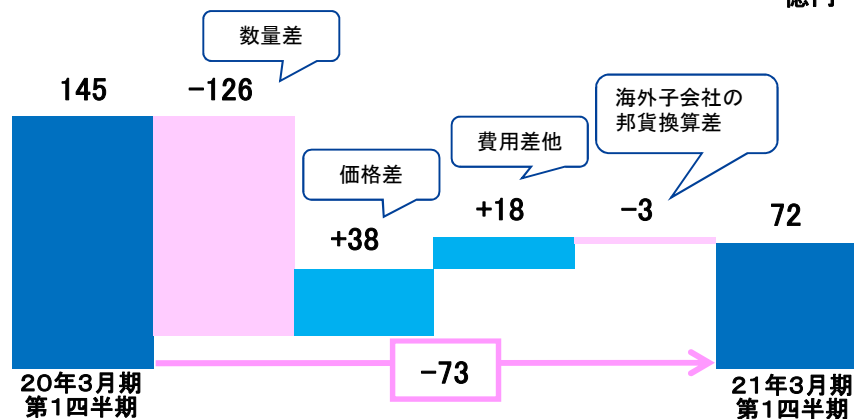 億円
数量差
145
−126
海外子会社の
邦貨換算差
費用差他
価格差
+38
+18
−3
72
−73
20年3月期
第1四半期
21年3月期
第1四半期